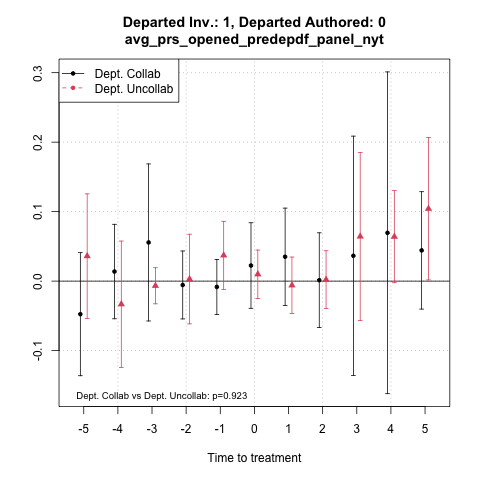 Departed Inv.: 1, Departed Authored: 0
avg_prs_opened_predepdf_panel_nyt
Dept. Collab
Dept. Uncollab
0.3
0.2
0.1
0.0
-0.1
Dept. Collab vs Dept. Uncollab: p=0.923
-5 -4 -3 -2 -1 0 1 2 3 4 5
Time to treatment